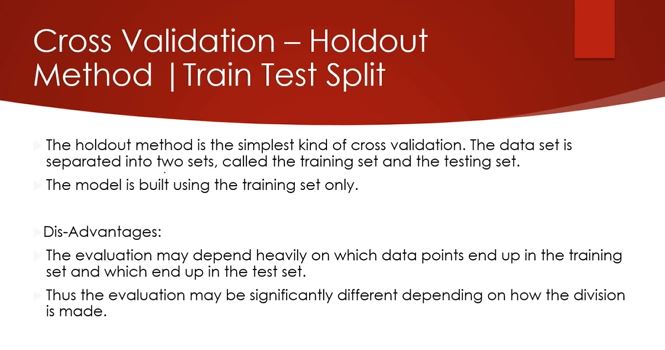 Cross Validation – Holdout
Method |Train Test Split
The holdout method is the simplest kind of cross validation. The data set is
separated into two sets, called the training set and the testing set.
The model is built using the training set only.
Dis-Advantages:
The evaluation may depend heavily on which data points end up in the training
set and which end up in the test set.
Thus the evaluation may be significantly different depending on how the division
is made.